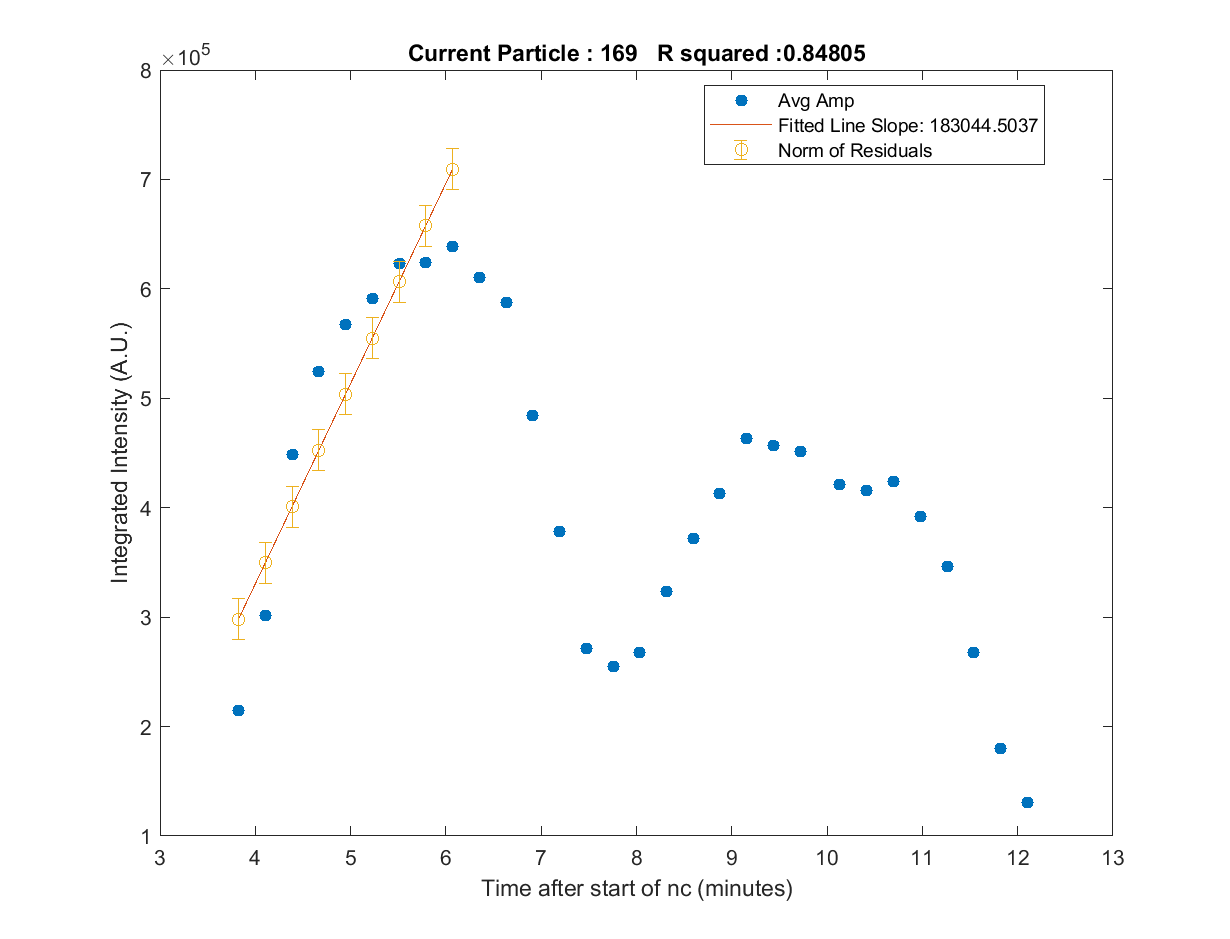 Current Particle : 169 R squared :0.84805
×10^5
Avg Amp
Fitted Line Slope: 183044.5037
Norm of Residuals
8
7
6
5
4
3
2
1
Integrated Intensity (A.U.)
3 4 5 6 7 8 9 10 11 12 13
Time after start of nc (minutes)